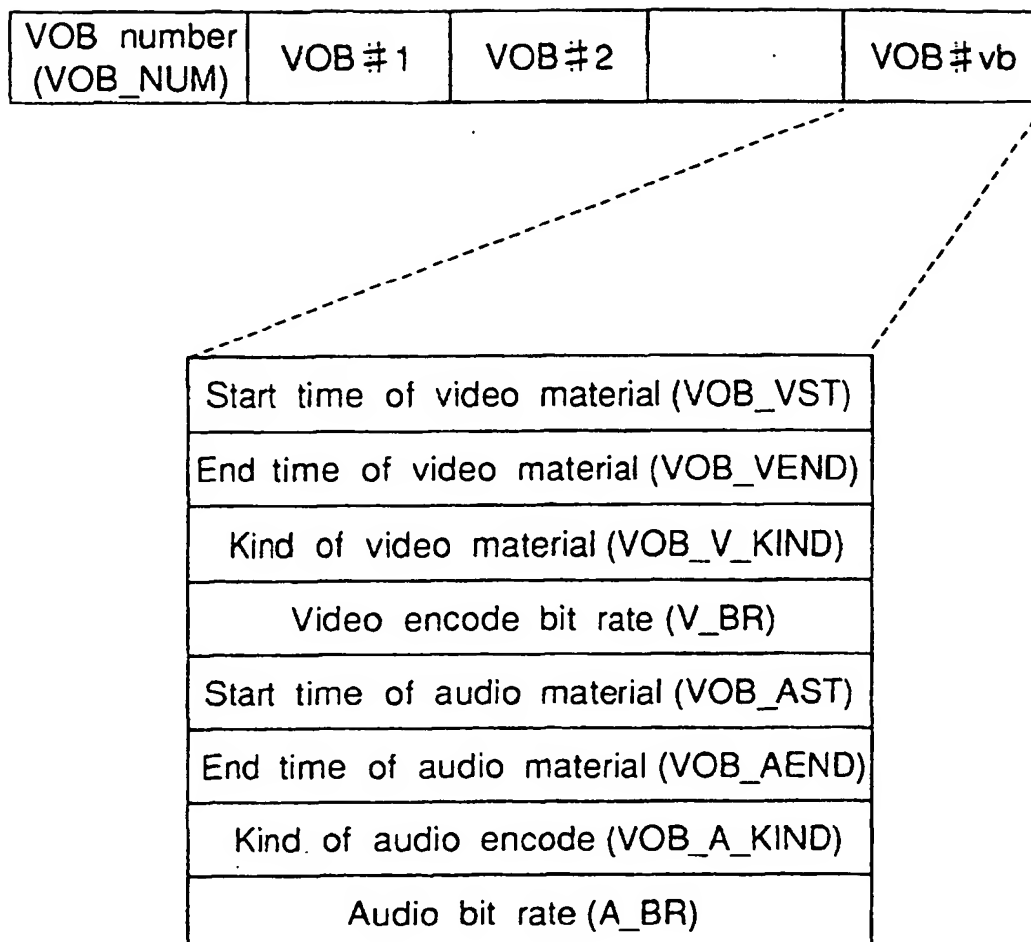 VOB number
(VOB_NUM)
VOB#1
VOB#2
VOB#vb
Start time of video material (VOB_VST)
End time of video material (VOB_VEND)
Kind of video material (VOB_V_KIND)
Video encode bit rate (V_BR)
Start time of audio material (VOB_AST)
End time of audio material (VOB_AEND)
Kind of audio encode (VOB_A_KIND)
Audio bit rate (A_BR)